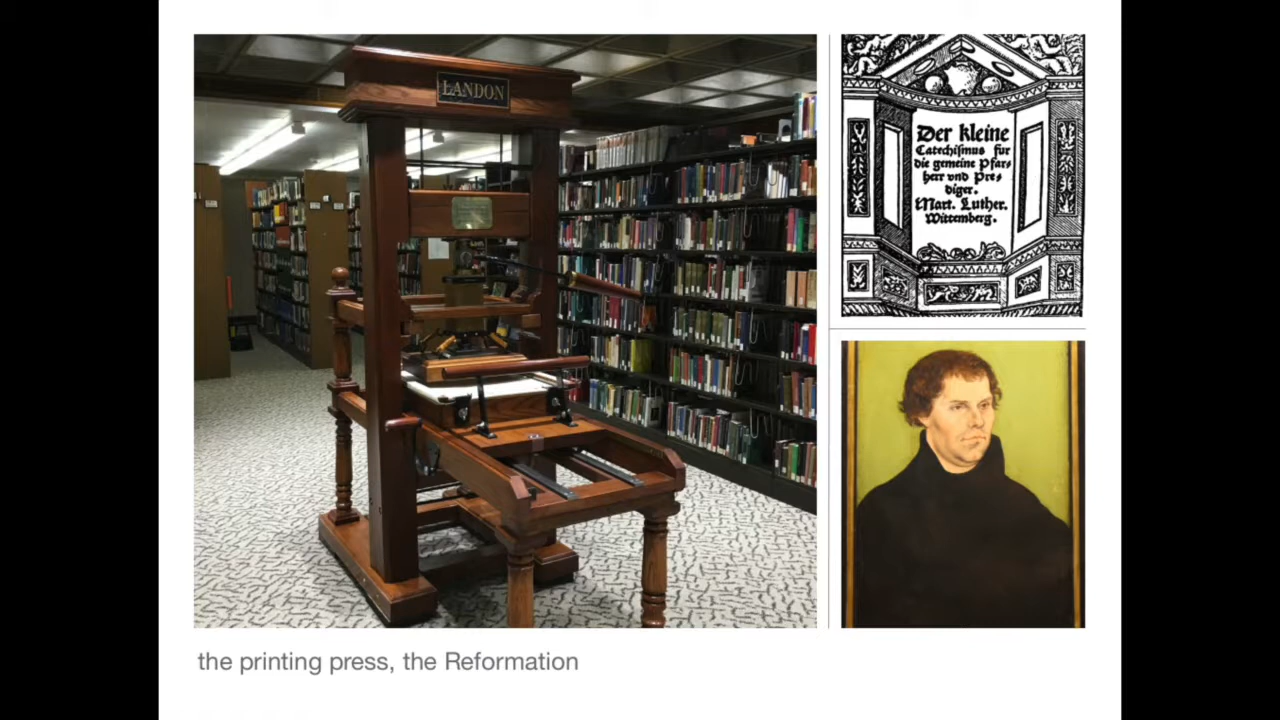 LANDON
Der kleine
Catechismus für
die gemeine Pfar-
herr vnd Pre-
diger.
Mart. Luther.
Wittemberg.
the printing press, the Reformation